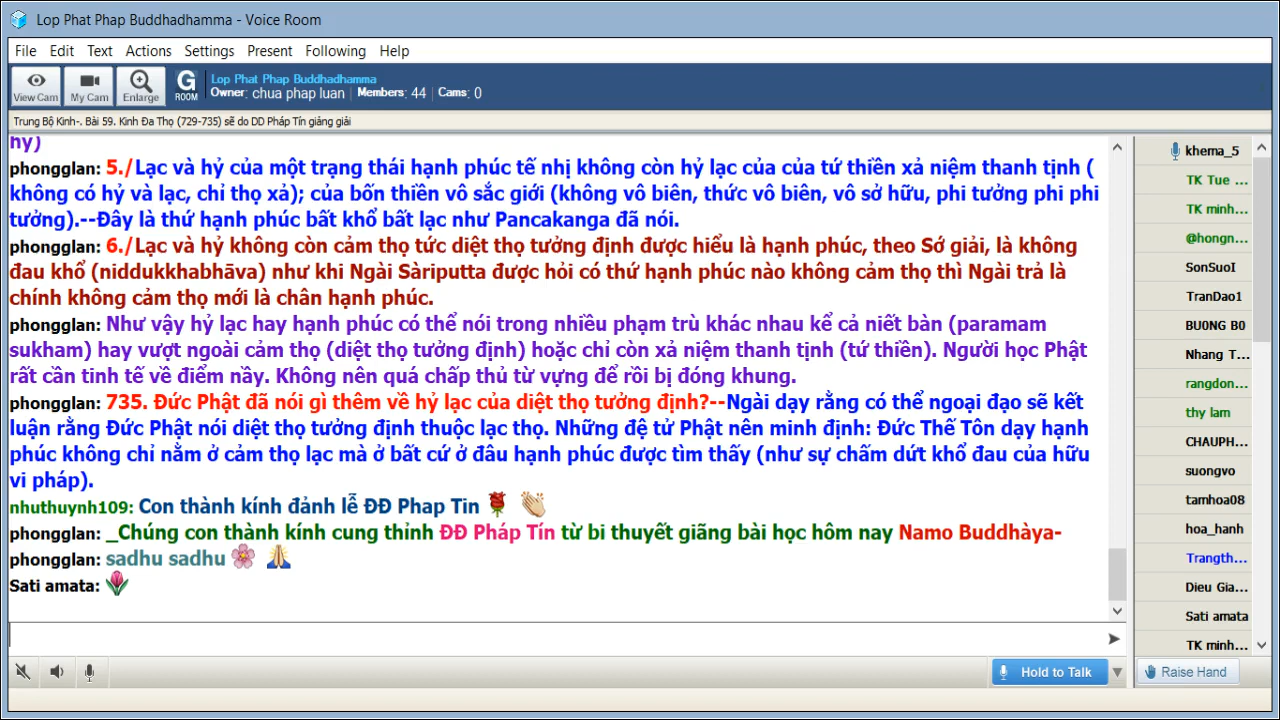 Lop Phat Phap Buddhadhamma - Voice Room
File Edit Text Actions Settings Present Following Help
View Cam My Cam Enlarge G ROOM
Lop Phat Phap Buddhadhamma
Owner: chua phap luan Members: 44 Cams: 0
Trung Bộ Kinh-. Bài 59. Kinh Đa Thọ (729-735) sẽ do DD Pháp Tín giảng giải
hỷ)
phongglan: 5./Lạc và hỷ của một trạng thái hạnh phúc tế nhị không còn hỷ lạc của của tứ thiền xả niệm thanh tịnh (
không có hỷ và lạc, chỉ thọ xả); của bốn thiền vô sắc giới (không vô biên, thức vô biên, vô sở hữu, phi tưởng phi phi
tưởng).--Đây là thứ hạnh phúc bất khổ bất lạc như Pancakanga đã nói.
phongglan: 6./Lạc và hỷ không còn cảm thọ tức diệt thọ tưởng định được hiểu là hạnh phúc, theo Sớ giải, là không
đau khổ (niddukkhabhāva) như khi Ngài Sàriputta được hỏi có thứ hạnh phúc nào không cảm thọ thì Ngài trả là
chính không cảm thọ mới là chân hạnh phúc.
phongglan: Như vậy hỷ lạc hay hạnh phúc có thể nói trong nhiều phạm trù khác nhau kể cả niết bàn (paramam
sukham) hay vượt ngoài cảm thọ (diệt thọ tưởng định) hoặc chỉ còn xả niệm thanh tịnh (tứ thiền). Người học Phật
rất cần tinh tế về điểm nầy. Không nên quá chấp thủ từ vựng để rồi bị đóng khung.
phongglan: 735. Đức Phật đã nói gì thêm về hỷ lạc của diệt thọ tưởng định?--Ngài dạy rằng có thể ngoại đạo sẽ kết
luận rằng Đức Phật nói diệt thọ tưởng định thuộc lạc thọ. Những đệ tử Phật nên minh định: Đức Thế Tôn dạy hạnh
phúc không chỉ nằm ở cảm thọ lạc mà ở bất cứ ở đâu hạnh phúc được tìm thấy (như sự chấm dứt khổ đau của hữu
vi pháp).
nhuthuynh109: Con thành kính đảnh lễ ĐĐ Phap Tin
phongglan: _Chúng con thành kính cung thỉnh ĐĐ Pháp Tín từ bi thuyết giãng bài học hôm nay Namo Buddhàya-
phongglan: sadhu sadhu
Sati amata:
khema_5
TK Tue ...
TK minh...
@hongn...
SonSuoI
TranDao1
BU0NG B0
Nhang T...
rangdon...
thy lam
CHAUPH...
suongvo
tamhoa08
hoa_hanh
Trangth...
Dieu Gia...
Sati amata
TK minh...
Hold to Talk
Raise Hand